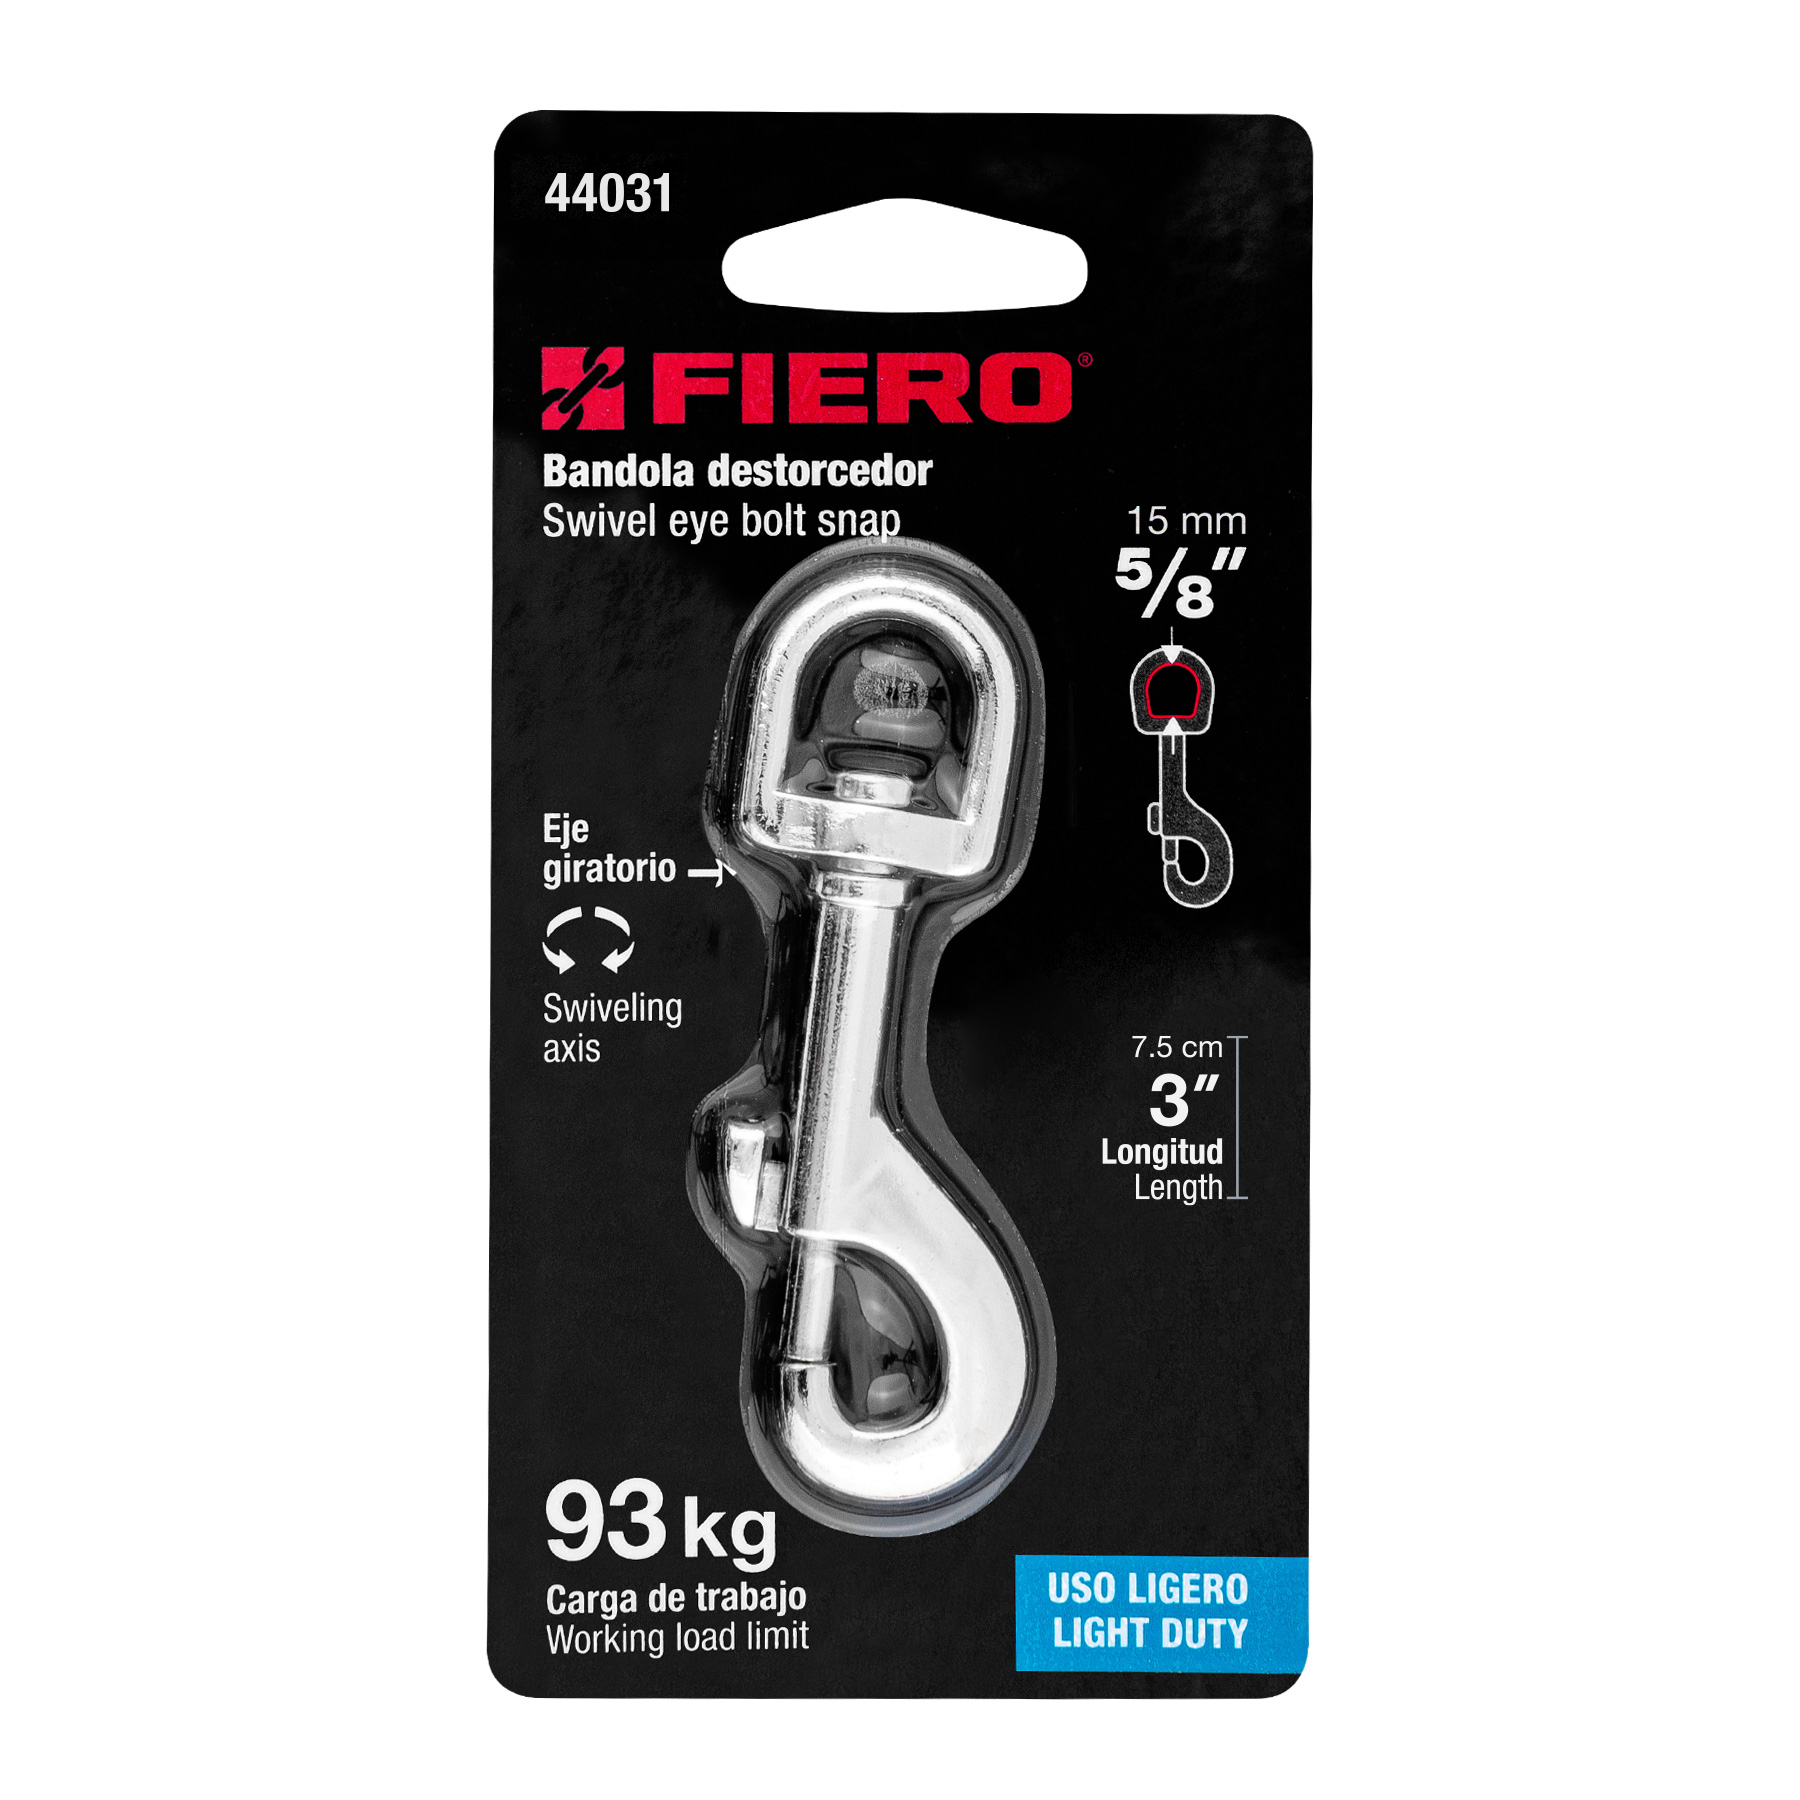 44031
FIERO®
Bandola destorcedor
Swivel eye bolt snap
15 mm
5/8"
Eje
giratorio
Swiveling
axis
7.5 cm
3"
Longitud
Length
93 kg
Carga de trabajo
Working load limit
USO LIGERO
LIGHT DUTY